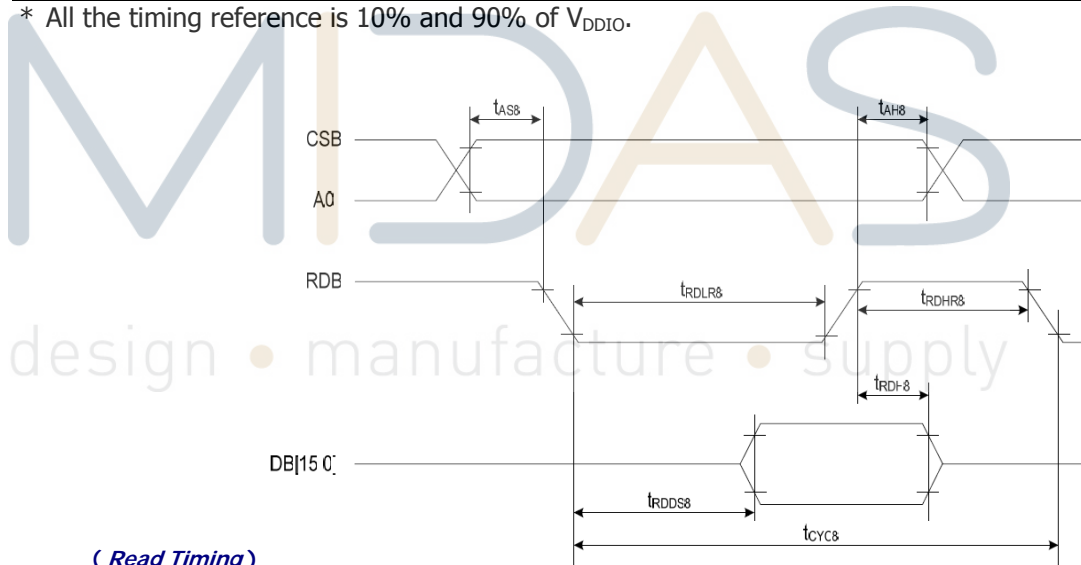 * All the timing reference is 10% and 90% of VDDIO.
MIDAS
design • manufacture • supply
tAS8
tAH8
CSB
A0
RDB
tRDLR8
tRDHR8
tRDH8
DB[15:0]
tRDDS8
tCYC8
( Read Timing )